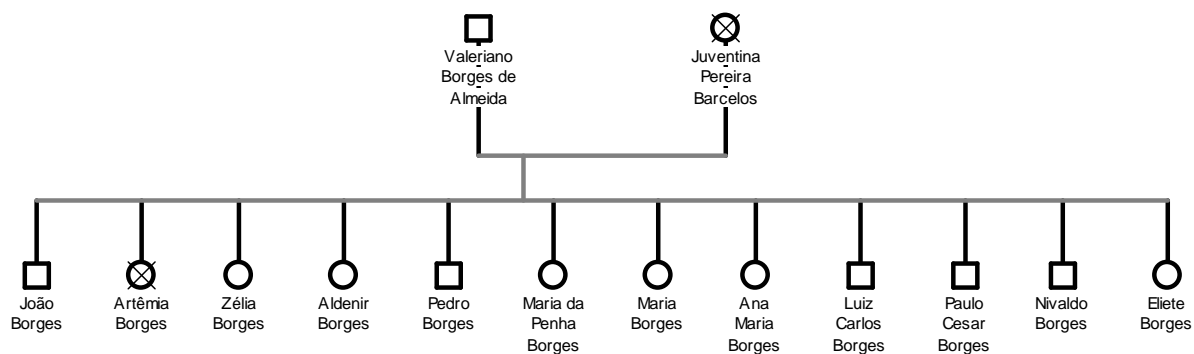 Valeriano
Borges de
Almeida
Juventina
Pereira
Barcelos
João
Borges
Artêmia
Borges
Zélia
Borges
Aldenir
Borges
Pedro
Borges
Maria da
Penha
Borges
Maria
Borges
Ana
Maria
Borges
Luiz
Carlos
Borges
Paulo
Cesar
Borges
Nivaldo
Borges
Eliete
Borges